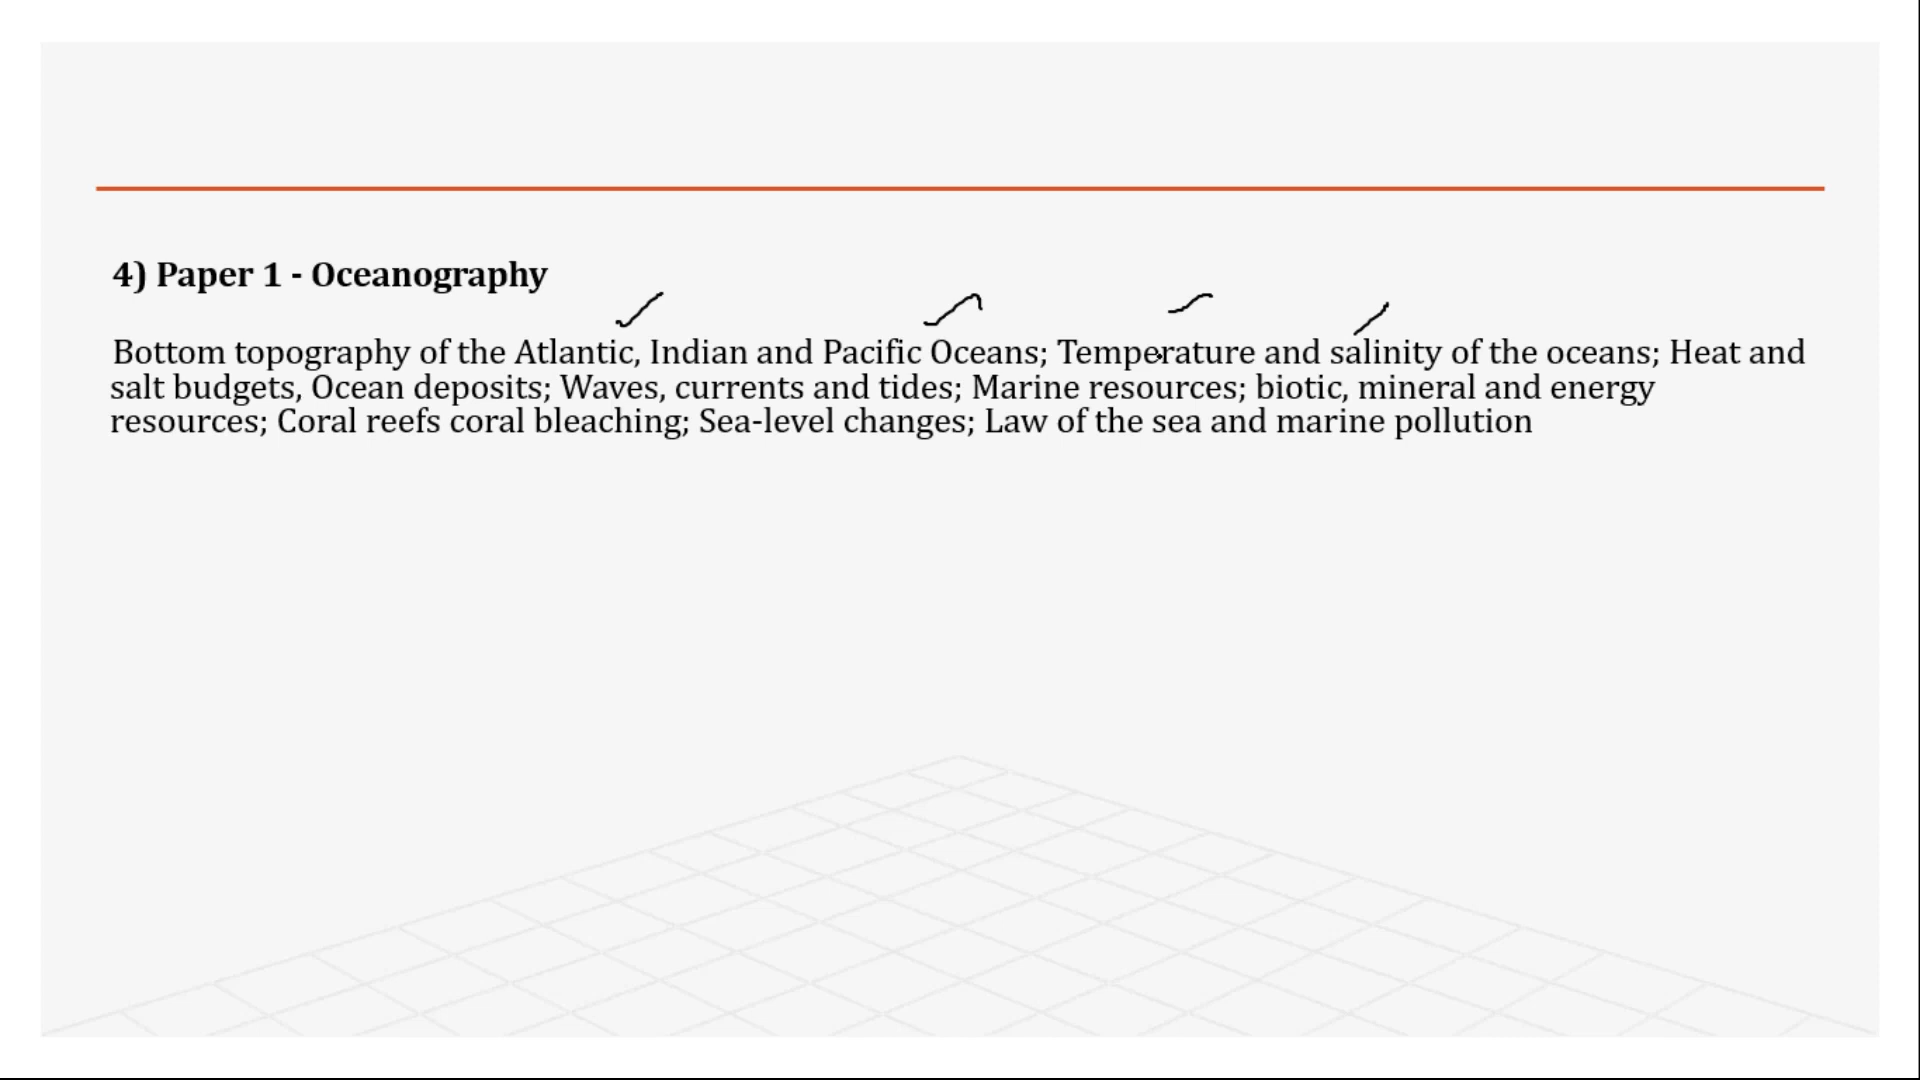 4) Paper 1 - Oceanography
Bottom topography of the Atlantic, Indian and Pacific Oceans; Temperature and salinity of the oceans; Heat and
salt budgets, Ocean deposits; Waves, currents and tides; Marine resources; biotic, mineral and energy
resources; Coral reefs coral bleaching; Sea-level changes; Law of the sea and marine pollution